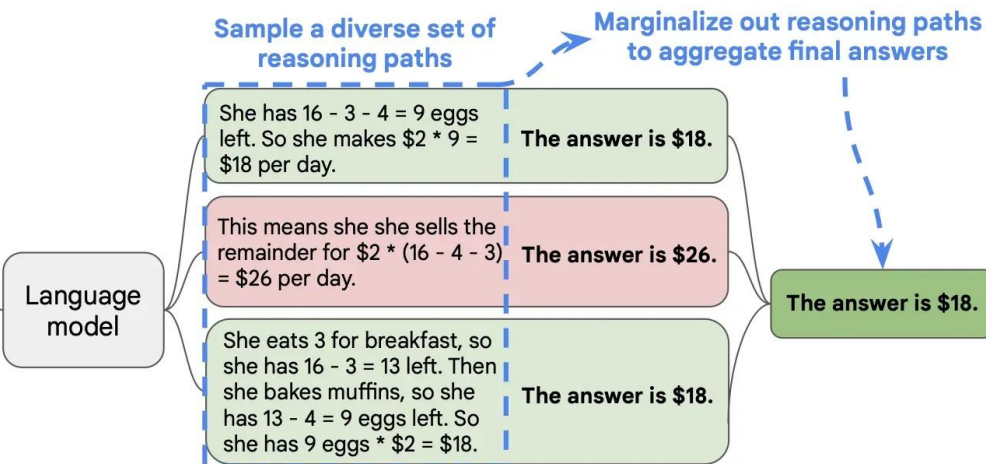 Sample a diverse set of
reasoning paths
Marginalize out reasoning paths
to aggregate final answers
Language
model
She has 16 - 3 - 4 = 9 eggs
left. So she makes $2 * 9 =
$18 per day.
The answer is $18.
This means she she sells the
remainder for $2 * (16 - 4 - 3)
= $26 per day.
The answer is $26.
She eats 3 for breakfast, so
she has 16 - 3 = 13 left. Then
she bakes muffins, so she
has 13 - 4 = 9 eggs left. So
she has 9 eggs * $2 = $18.
The answer is $18.
The answer is $18.